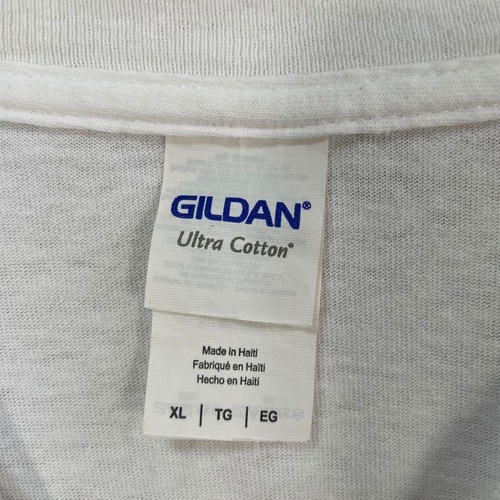 GILDAN®
Ultra Cotton®
Made in Haiti
Fabriqué en Haïti
Hecho en Haití
XL | TG | EG